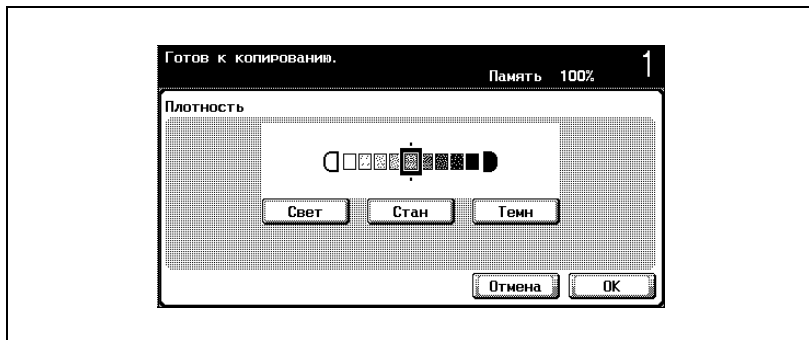 Готов к копированию.
Память 100% 1
Плотность
Свет Стан Темн
Отмена OK